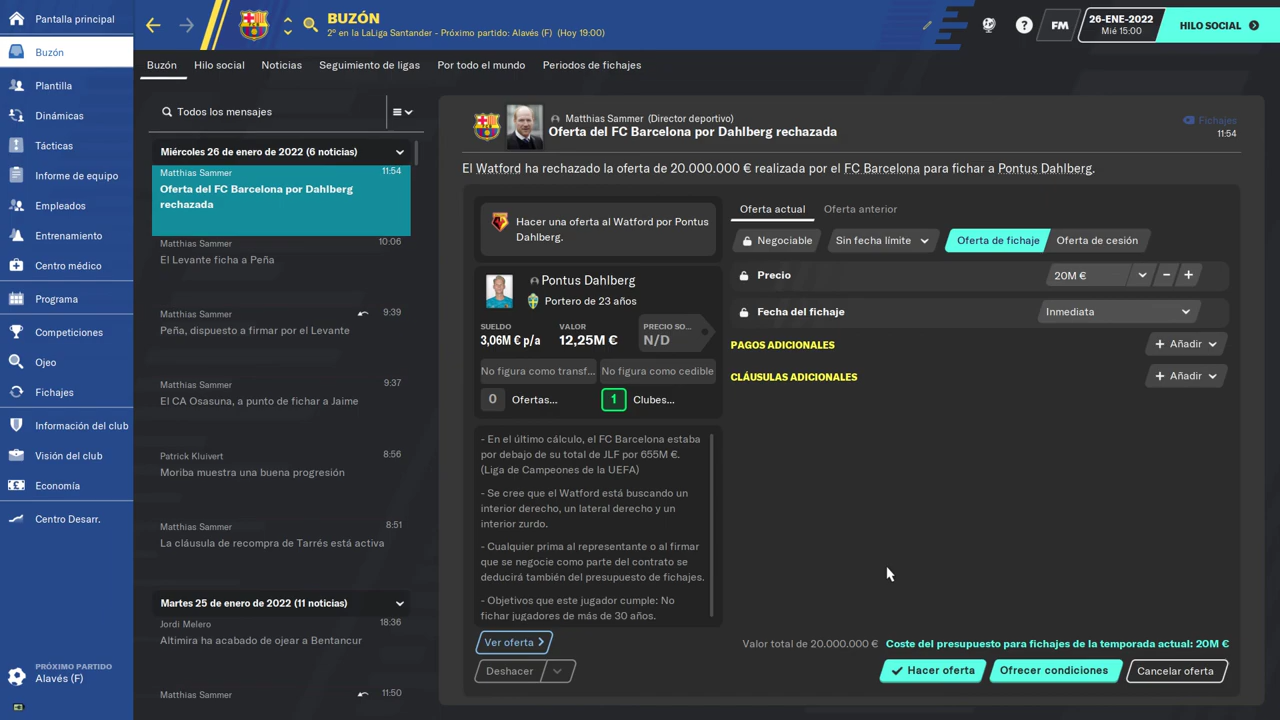 Pantalla principal
Buzón
Plantilla
Dinámicas
Tácticas
Informe de equipo
Empleados
Entrenamiento
Centro médico
Programa
Competiciones
Ojeo
Fichajes
Información del club
Visión del club
Economía
Centro Desarr.
PRÓXIMO PARTIDO
Alavés (F)
BUZÓN
2º en la LaLiga Santander - Próximo partido: Alavés (F) (Hoy 19:00)
FM
26-ENE-2022
Mié 15:00
HILO SOCIAL
Buzón Hilo social Noticias Seguimiento de ligas Por todo el mundo Periodos de fichajes
Todos los mensajes
Miércoles 26 de enero de 2022 (6 noticias)
Matthias Sammer 11:54
Oferta del FC Barcelona por Dahlberg
rechazada
Matthias Sammer 10:06
El Levante ficha a Peña
Matthias Sammer 9:39
Peña, dispuesto a firmar por el Levante
Matthias Sammer 9:37
El CA Osasuna, a punto de fichar a Jaime
Patrick Kluivert 8:56
Moriba muestra una buena progresión
Matthias Sammer 8:51
La cláusula de recompra de Tarrés está activa
Martes 25 de enero de 2022 (11 noticias)
Jordi Melero 18:36
Altimira ha acabado de ojear a Bentancur
Matthias Sammer 11:50
Matthias Sammer (Director deportivo)
Oferta del FC Barcelona por Dahlberg rechazada
Fichajes
11:54
El Watford ha rechazado la oferta de 20.000.000 € realizada por el FC Barcelona para fichar a Pontus Dahlberg.
Hacer una oferta al Watford por Pontus
Dahlberg.
Pontus Dahlberg
Portero de 23 años
SUELDO VALOR PRECIO SO...
3,06M € p/a 12,25M € N/D
No figura como transf... No figura como cedible
0 Ofertas... 1 Clubes...
- En el último cálculo, el FC Barcelona estaba
por debajo de su total de JLF por 655M €.
(Liga de Campeones de la UEFA)
- Se cree que el Watford está buscando un
interior derecho, un lateral derecho y un
interior zurdo.
- Cualquier prima al representante o al firmar
que se negocie como parte del contrato se
deducirá también del presupuesto de fichajes.
- Objetivos que este jugador cumple: No
fichar jugadores de más de 30 años.
Ver oferta
Deshacer
Oferta actual Oferta anterior
Negociable Sin fecha límite Oferta de fichaje Oferta de cesión
Precio 20M €
Fecha del fichaje Inmediata
PAGOS ADICIONALES Añadir
CLÁUSULAS ADICIONALES Añadir
Valor total de 20.000.000 € Coste del presupuesto para fichajes de la temporada actual: 20M €
Hacer oferta Ofrecer condiciones Cancelar oferta